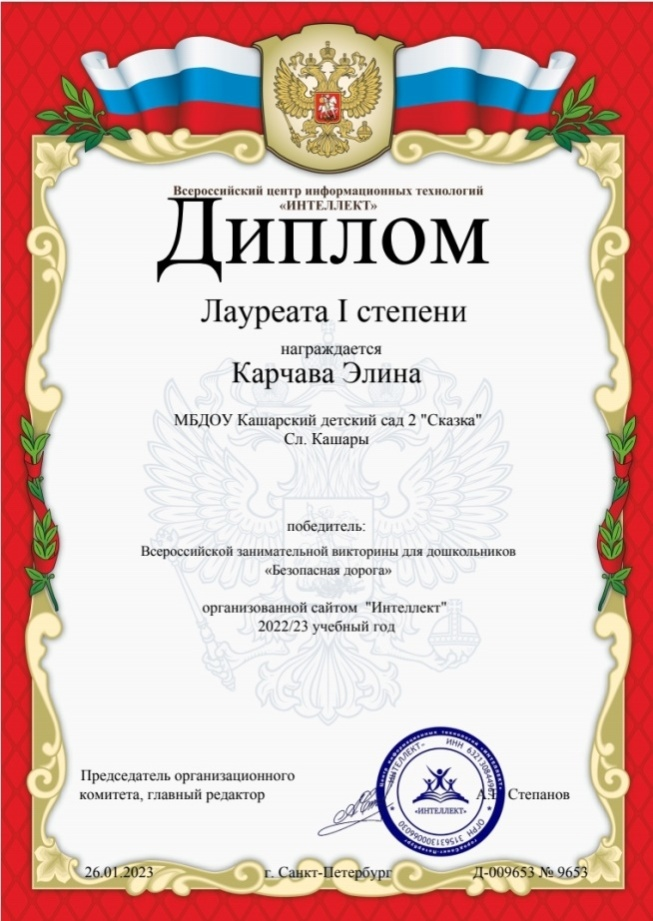 Всероссийский центр информационных технологий
«ИНТЕЛЛЕКТ»
Диплом
Лауреата I степени
награждается
Карчава Элина
МБДОУ Кашарский детский сад 2 "Сказка"
Сл. Кашары
победитель:
Всероссийской занимательной викторины для дошкольников
«Безопасная дорога»
организованной сайтом "Интеллект"
2022/23 учебный год
Председатель организационного
комитета, главный редактор
Степанов
«ИНТЕЛЛЕКТ»
26.01.2023 г. Санкт-Петербург Д-009653 № 9653